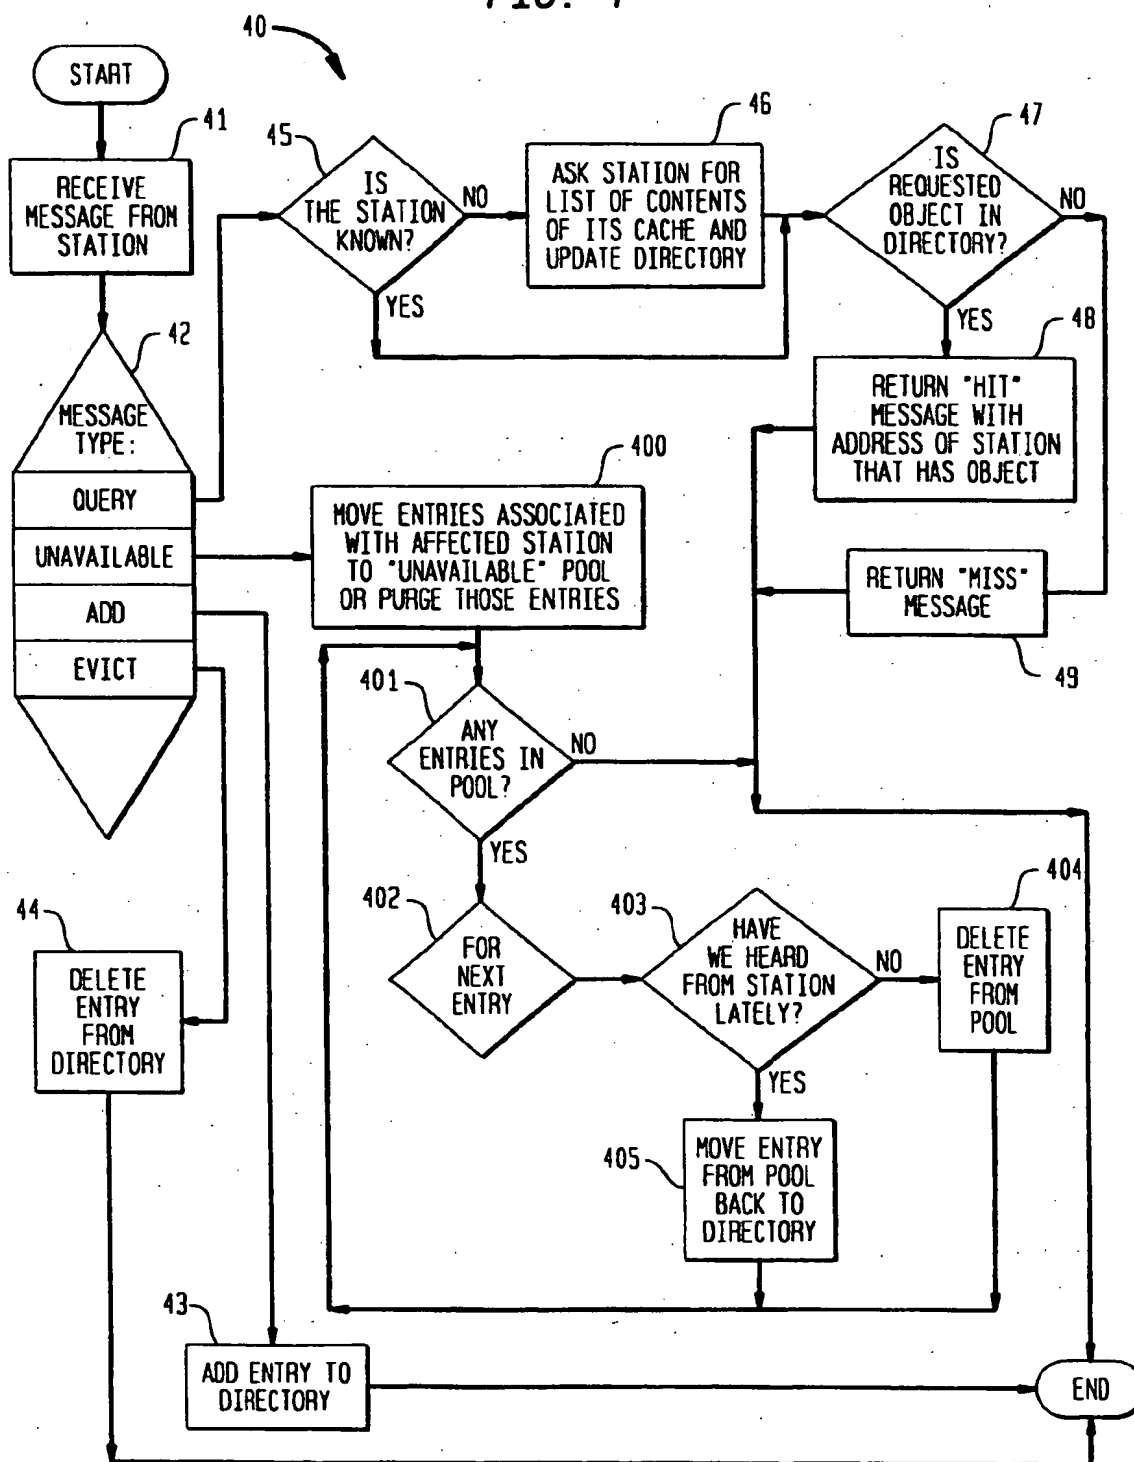 40
START
41
RECEIVE
MESSAGE FROM
STATION
42
MESSAGE
TYPE:
QUERY
UNAVAILABLE
ADD
EVICT
45
IS
THE STATION
KNOWN?
NO
YES
46
ASK STATION FOR
LIST OF CONTENTS
OF ITS CACHE AND
UPDATE DIRECTORY
47
IS
REQUESTED
OBJECT IN
DIRECTORY?
NO
YES
48
RETURN "HIT"
MESSAGE WITH
ADDRESS OF STATION
THAT HAS OBJECT
RETURN "MISS"
MESSAGE
49
400
MOVE ENTRIES ASSOCIATED
WITH AFFECTED STATION
TO "UNAVAILABLE" POOL
OR PURGE THOSE ENTRIES
401
ANY
ENTRIES IN
POOL?
NO
YES
402
FOR
NEXT
ENTRY
403
HAVE
WE HEARD
FROM STATION
LATELY?
NO
YES
404
DELETE
ENTRY
FROM
POOL
405
MOVE ENTRY
FROM POOL
BACK TO
DIRECTORY
44
DELETE
ENTRY
FROM
DIRECTORY
43
ADD ENTRY TO
DIRECTORY
END